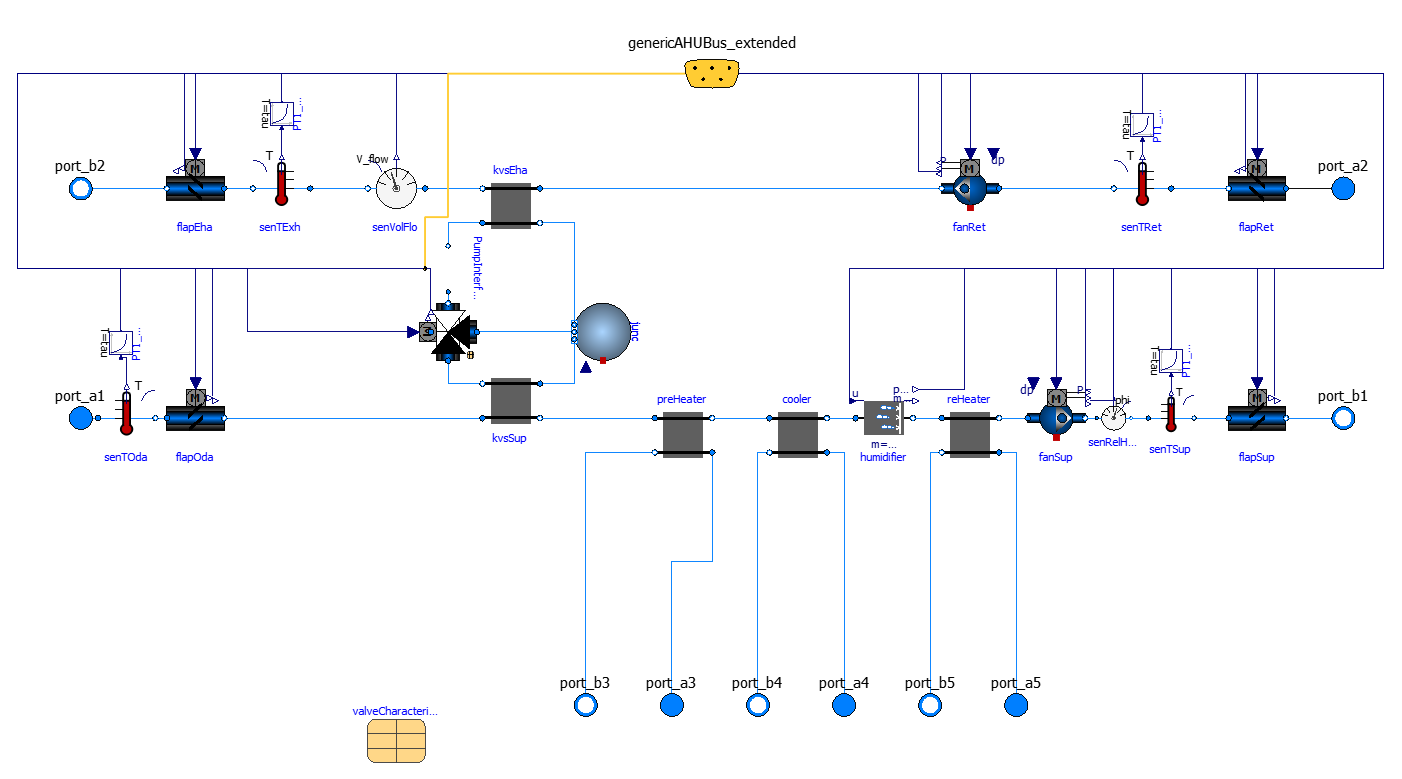 genericAHUBus_extended
T=tau
PT1_...
T=tau
PT1_...
port_b2
M
T
V_flow
kvsEha
P
M
dp
T
M
port_a2
flapEha
senTExh
senVolFlo
fanRet
senTRet
flapRet
PumpInterf...
T=tau
PT1_...
M
junc
T=tau
PT1_...
port_a1
T
M
preHeater
cooler
u
p...
m...
reHeater
dp
M
P
phi
T
M
port_b1
kvsSup
m=...
senTOda
flapOda
humidifier
fanSup
senRelH...
senTSup
flapSup
port_b3
port_a3
port_b4
port_a4
port_b5
port_a5
valveCharacteri...